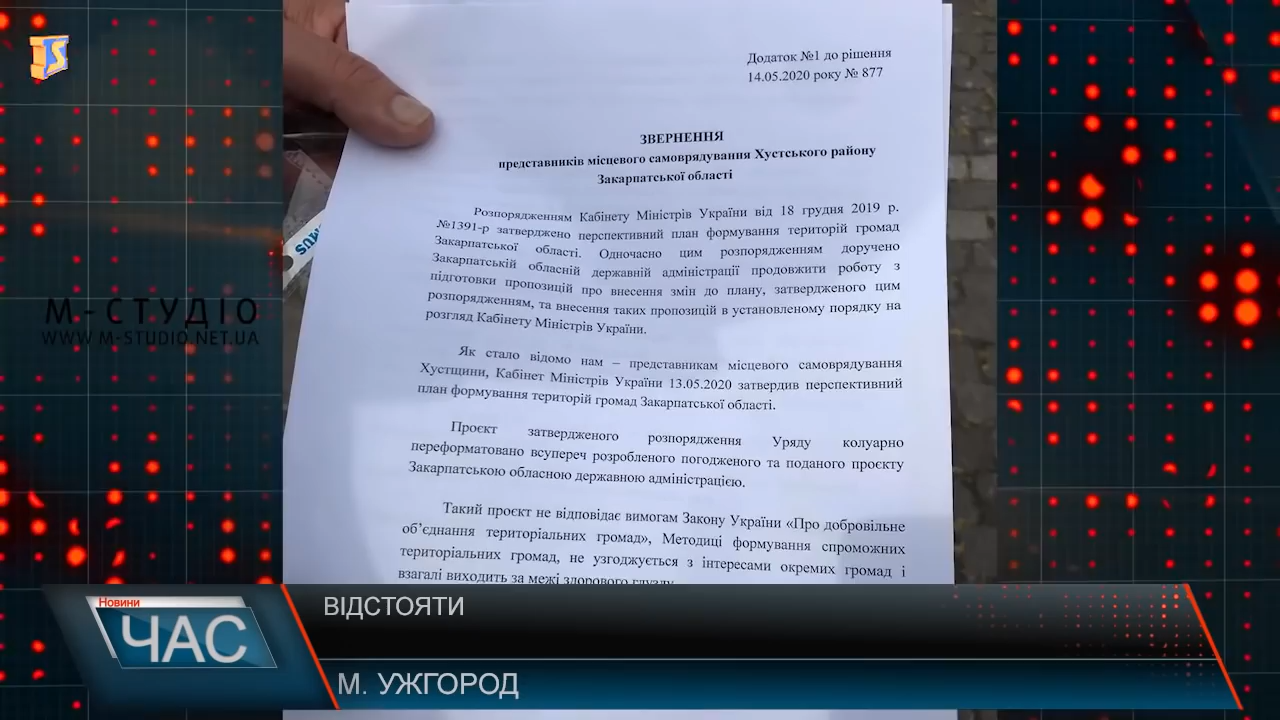 JS
Додаток №1 до рішення
14.05.2020 року № 877
ЗВЕРНЕННЯ
представників місцевого самоврядування Хустського району
Закарпатської області
Розпорядженням Кабінету Міністрів України від 18 грудня 2019 р.
№1391-р затверджено перспективний план формування територій громад
Закарпатської області. Одночасно цим розпорядженням доручено
Закарпатській обласній державній адміністрації продовжити роботу з
підготовки пропозицій про внесення змін до плану, затвердженого цим
розпорядженням, та внесення таких пропозицій в установленому порядку на
розгляд Кабінету Міністрів України.
Як стало відомо нам – представникам місцевого самоврядування
Хустщини, Кабінет Міністрів України 13.05.2020 затвердив перспективний
план формування територій громад Закарпатської області.
Проєкт затвердженого розпорядження Уряду колуарно
переформатовано всупереч розробленого погодженого та поданого проєкту
Закарпатською обласною державною адміністрацією.
Такий проєкт не відповідає вимогам Закону України «Про добровільне
об’єднання територіальних громад», Методиці формування спроможних
територіальних громад, не узгоджується з інтересами окремих громад і
взагалі виходить за межі здорового глузду
М-СТУДІО
WWW.M-STUDIO.NET.UA
Новини
ЧАС
ВІДСТОЯТИ
М. УЖГОРОД